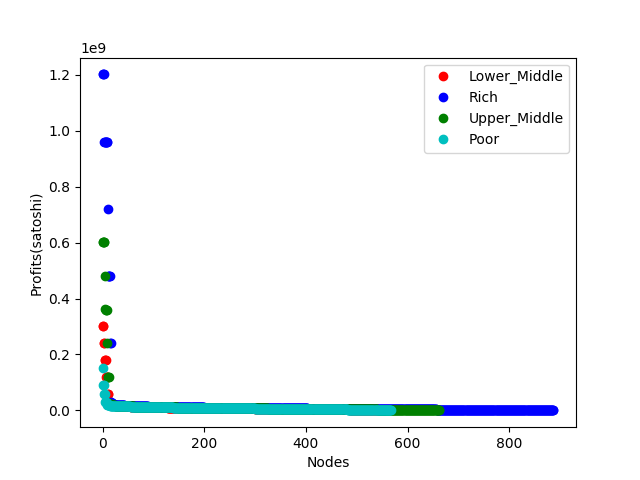 1e9
1.2
1.0
0.8
0.6
0.4
0.2
0.0
Profits(satoshi)
0
200
400
600
800
Nodes
Lower_Middle
Rich
Upper_Middle
Poor